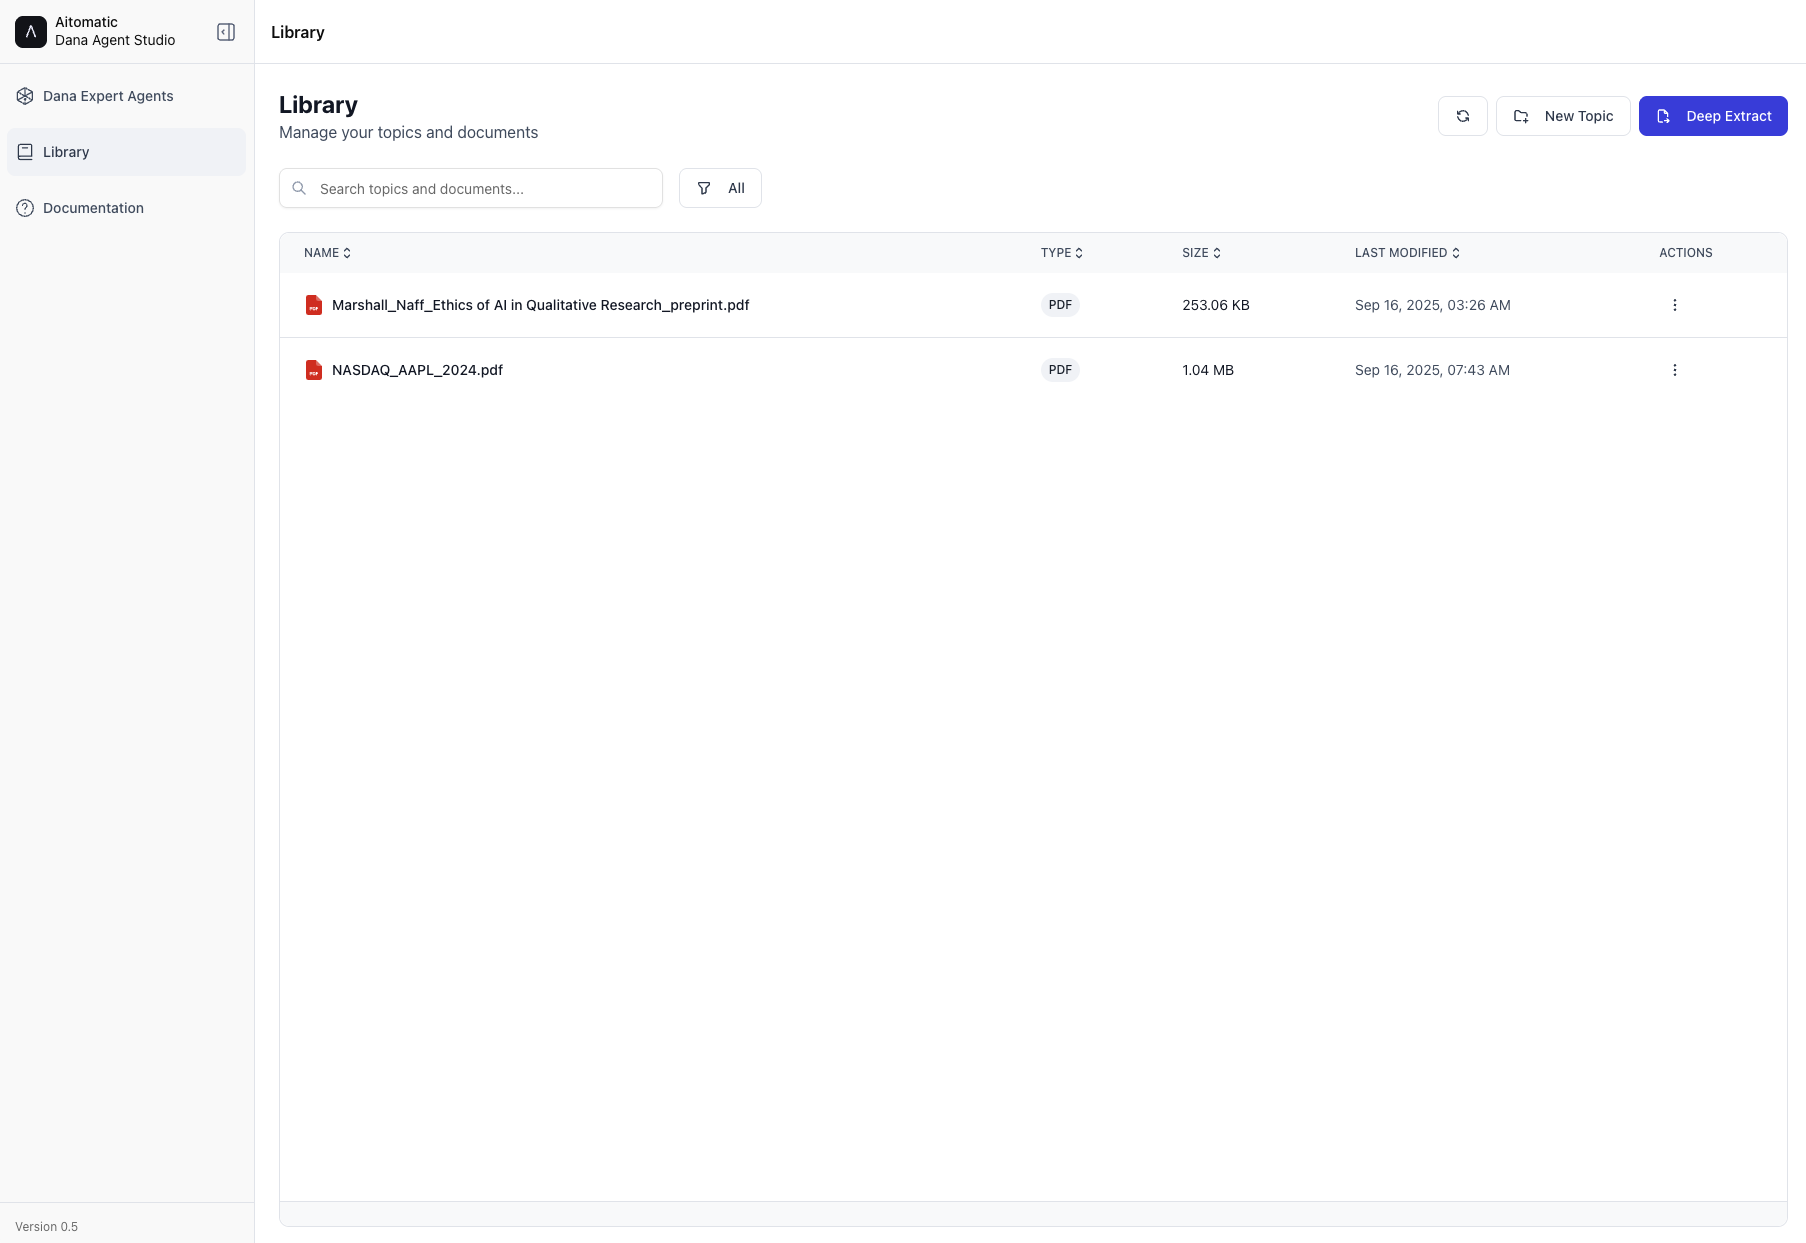 Aitomatic
Dana Agent Studio
Library
Dana Expert Agents
Library
Documentation
Library
Manage your topics and documents
New Topic
Deep Extract
Search topics and documents...
All
NAME TYPE SIZE LAST MODIFIED ACTIONS
PDF Marshall_Naff_Ethics of AI in Qualitative Research_preprint.pdf PDF 253.06 KB Sep 16, 2025, 03:26 AM
PDF NASDAQ_AAPL_2024.pdf PDF 1.04 MB Sep 16, 2025, 07:43 AM
Version 0.5